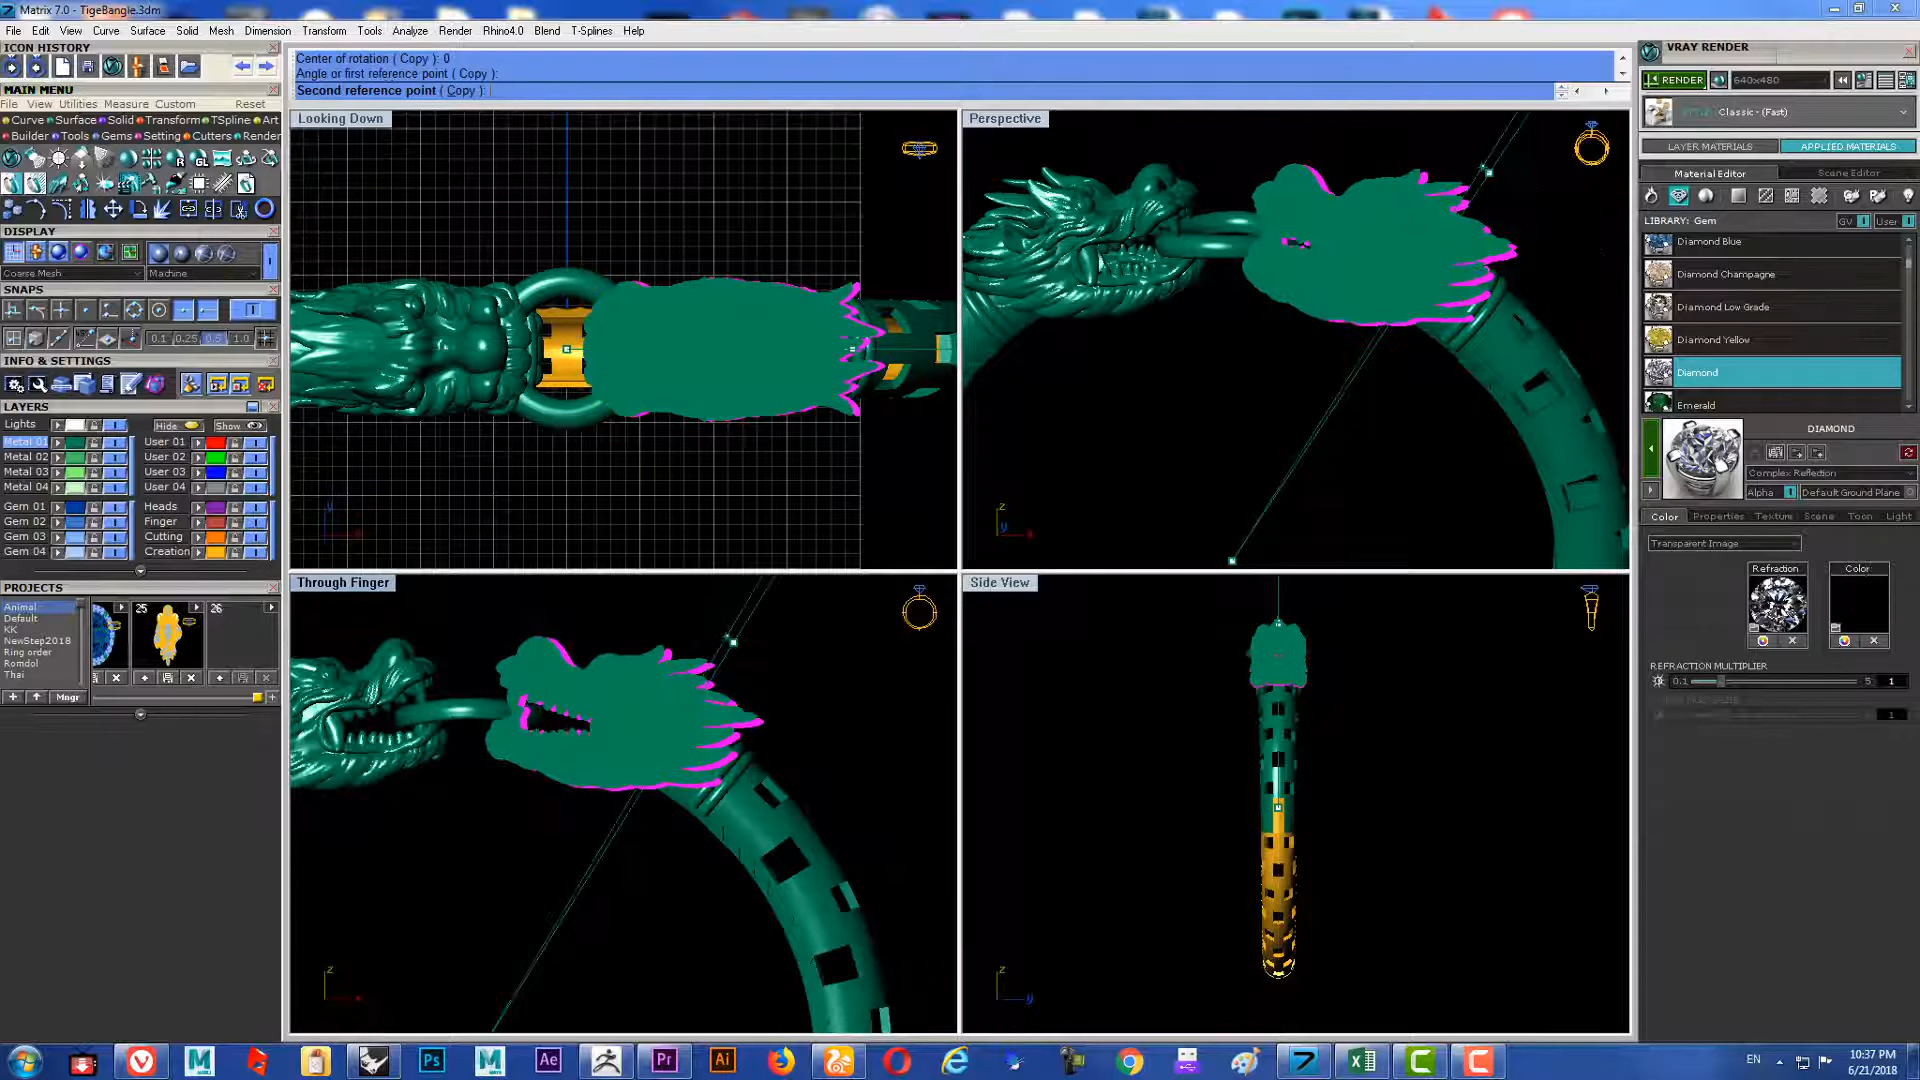 Matrix 7.0 - TigeBangle.3dm
File Edit View Curve Surface Solid Mesh Dimension Transform Tools Analyze Render Rhino4.0 Blend T-Splines Help
ICON HISTORY
MAIN MENU
File View Utilities Measure Custom Reset
Curve Surface Solid Transform TSpline Art
Builder Tools Gems Setting Cutters Render
DISPLAY
Coarse Mesh Machine
SNAPS
0.1 0.25 0.5 1.0
INFO & SETTINGS
LAYERS
Lights Hide Show
Metal 01 User 01
Metal 02 User 02
Metal 03 User 03
Metal 04 User 04
Gem 01 Heads
Gem 02 Finger
Gem 03 Cutting
Gem 04 Creation
PROJECTS
Animal
Default
KK
NewStep2018
Ring order
Romdol
Thai
25 26
Mngr
Center of rotation ( Copy ): 0
Angle or first reference point ( Copy ):
Second reference point ( Copy ):
Looking Down
Perspective
Through Finger
Side View
y
z
y
z
z
y
VRAY RENDER
RENDER 640x480
Classic - (Fast)
LAYER MATERIALS APPLIED MATERIALS
Material Editor Scene Editor
LIBRARY: Gem GV User
Diamond Blue
Diamond Champagne
Diamond Low Grade
Diamond Yellow
Diamond
Emerald
DIAMOND
Complex Reflection
Alpha Default Ground Plane
Color Properties Texture Scene Toon Light
Transparent Image
Refraction Color
REFRACTION MULTIPLIER
0.1 5 1
1
Ps Ae Pr Ai
EN
10:37 PM
6/21/2018